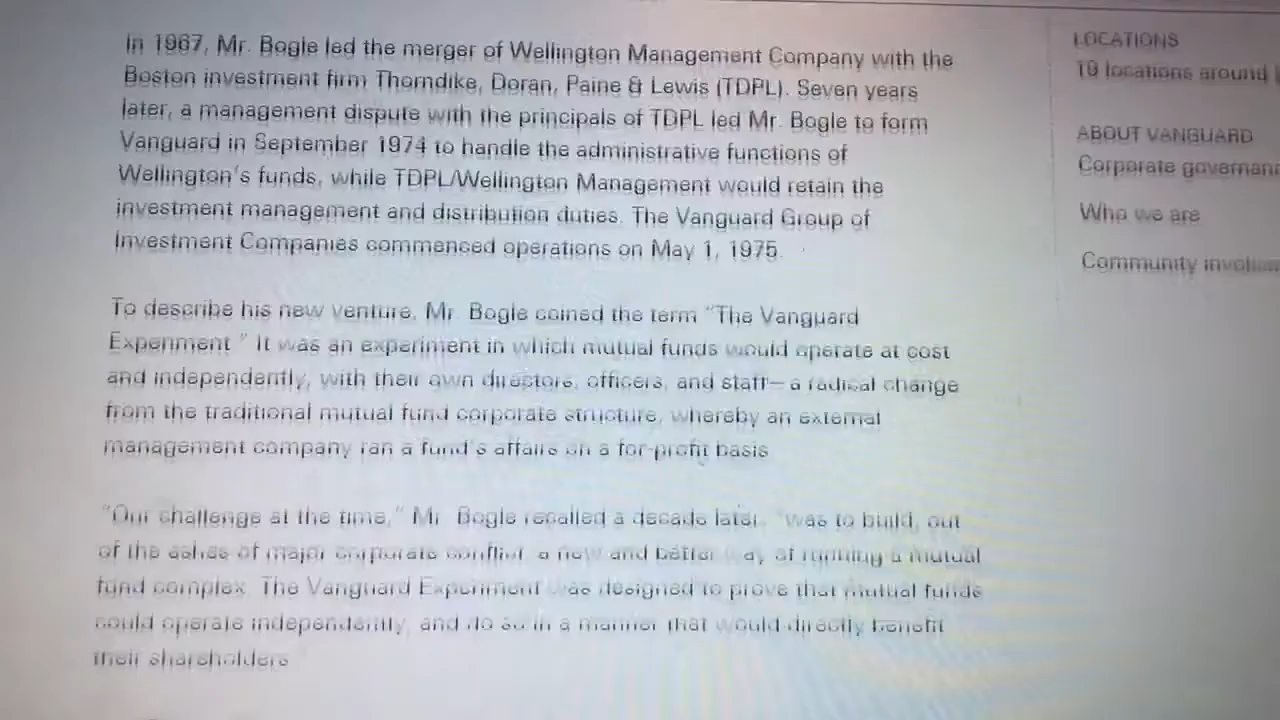 In 1967, Mr. Bogle led the merger of Wellington Management Company with the
Boston investment firm Thorndike, Doran, Paine & Lewis (TDPL). Seven years
later, a management dispute with the principals of TDPL led Mr. Bogle to form
Vanguard in September 1974 to handle the administrative functions of
Wellington's funds, while TDPL/Wellington Management would retain the
investment management and distribution duties. The Vanguard Group of
Investment Companies commenced operations on May 1, 1975.
To describe his new venture, Mr. Bogle coined the term "The Vanguard
Experiment." It was an experiment in which mutual funds would operate at cost
and independently, with their own directors, officers, and staff—a radical change
from the traditional mutual fund corporate structure, whereby an external
management company ran a fund's affairs on a for-profit basis.
"Our challenge at the time," Mr. Bogle recalled a decade later, "was to build, out
of the ashes of major corporate conflict, a new and better way of running a mutual
fund complex. The Vanguard Experiment was designed to prove that mutual funds
could operate independently, and do so in a manner that would directly benefit
their shareholders
LOCATIONS
19 locations around
ABOUT VANGUARD
Corporate governan
Who we are
Community